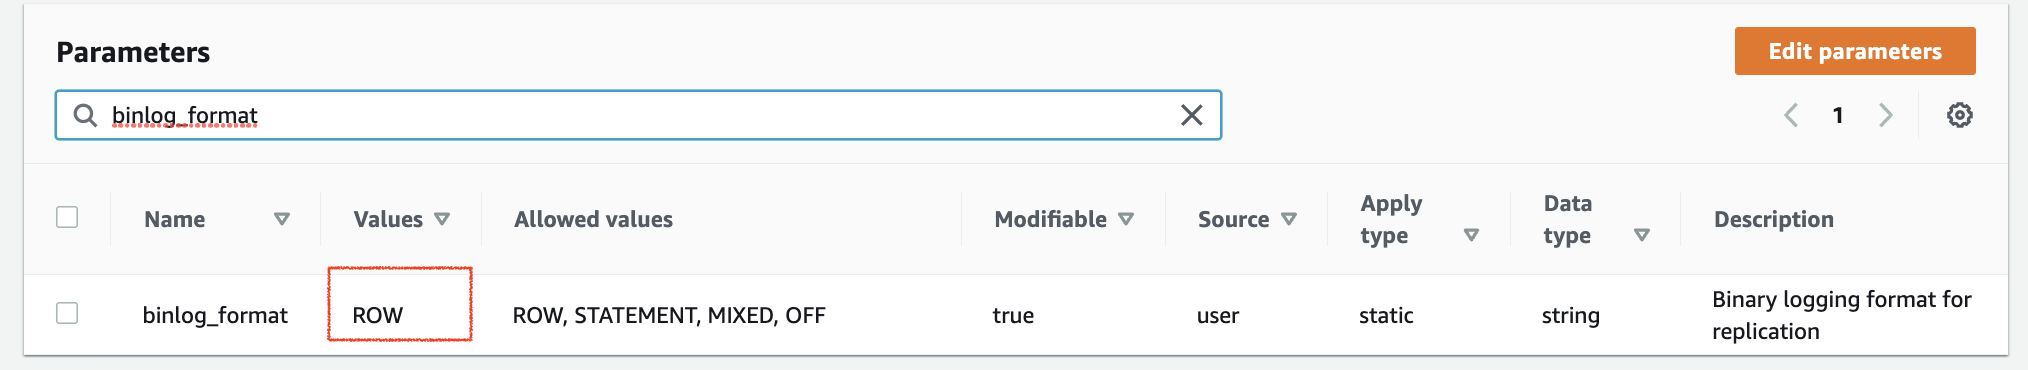 Parameters
Edit parameters
binlog_format
1
Name
Values
Allowed values
Modifiable
Source
Apply
type
Data
type
Description
binlog_format
ROW
ROW, STATEMENT, MIXED, OFF
true
user
static
string
Binary logging format for
replication